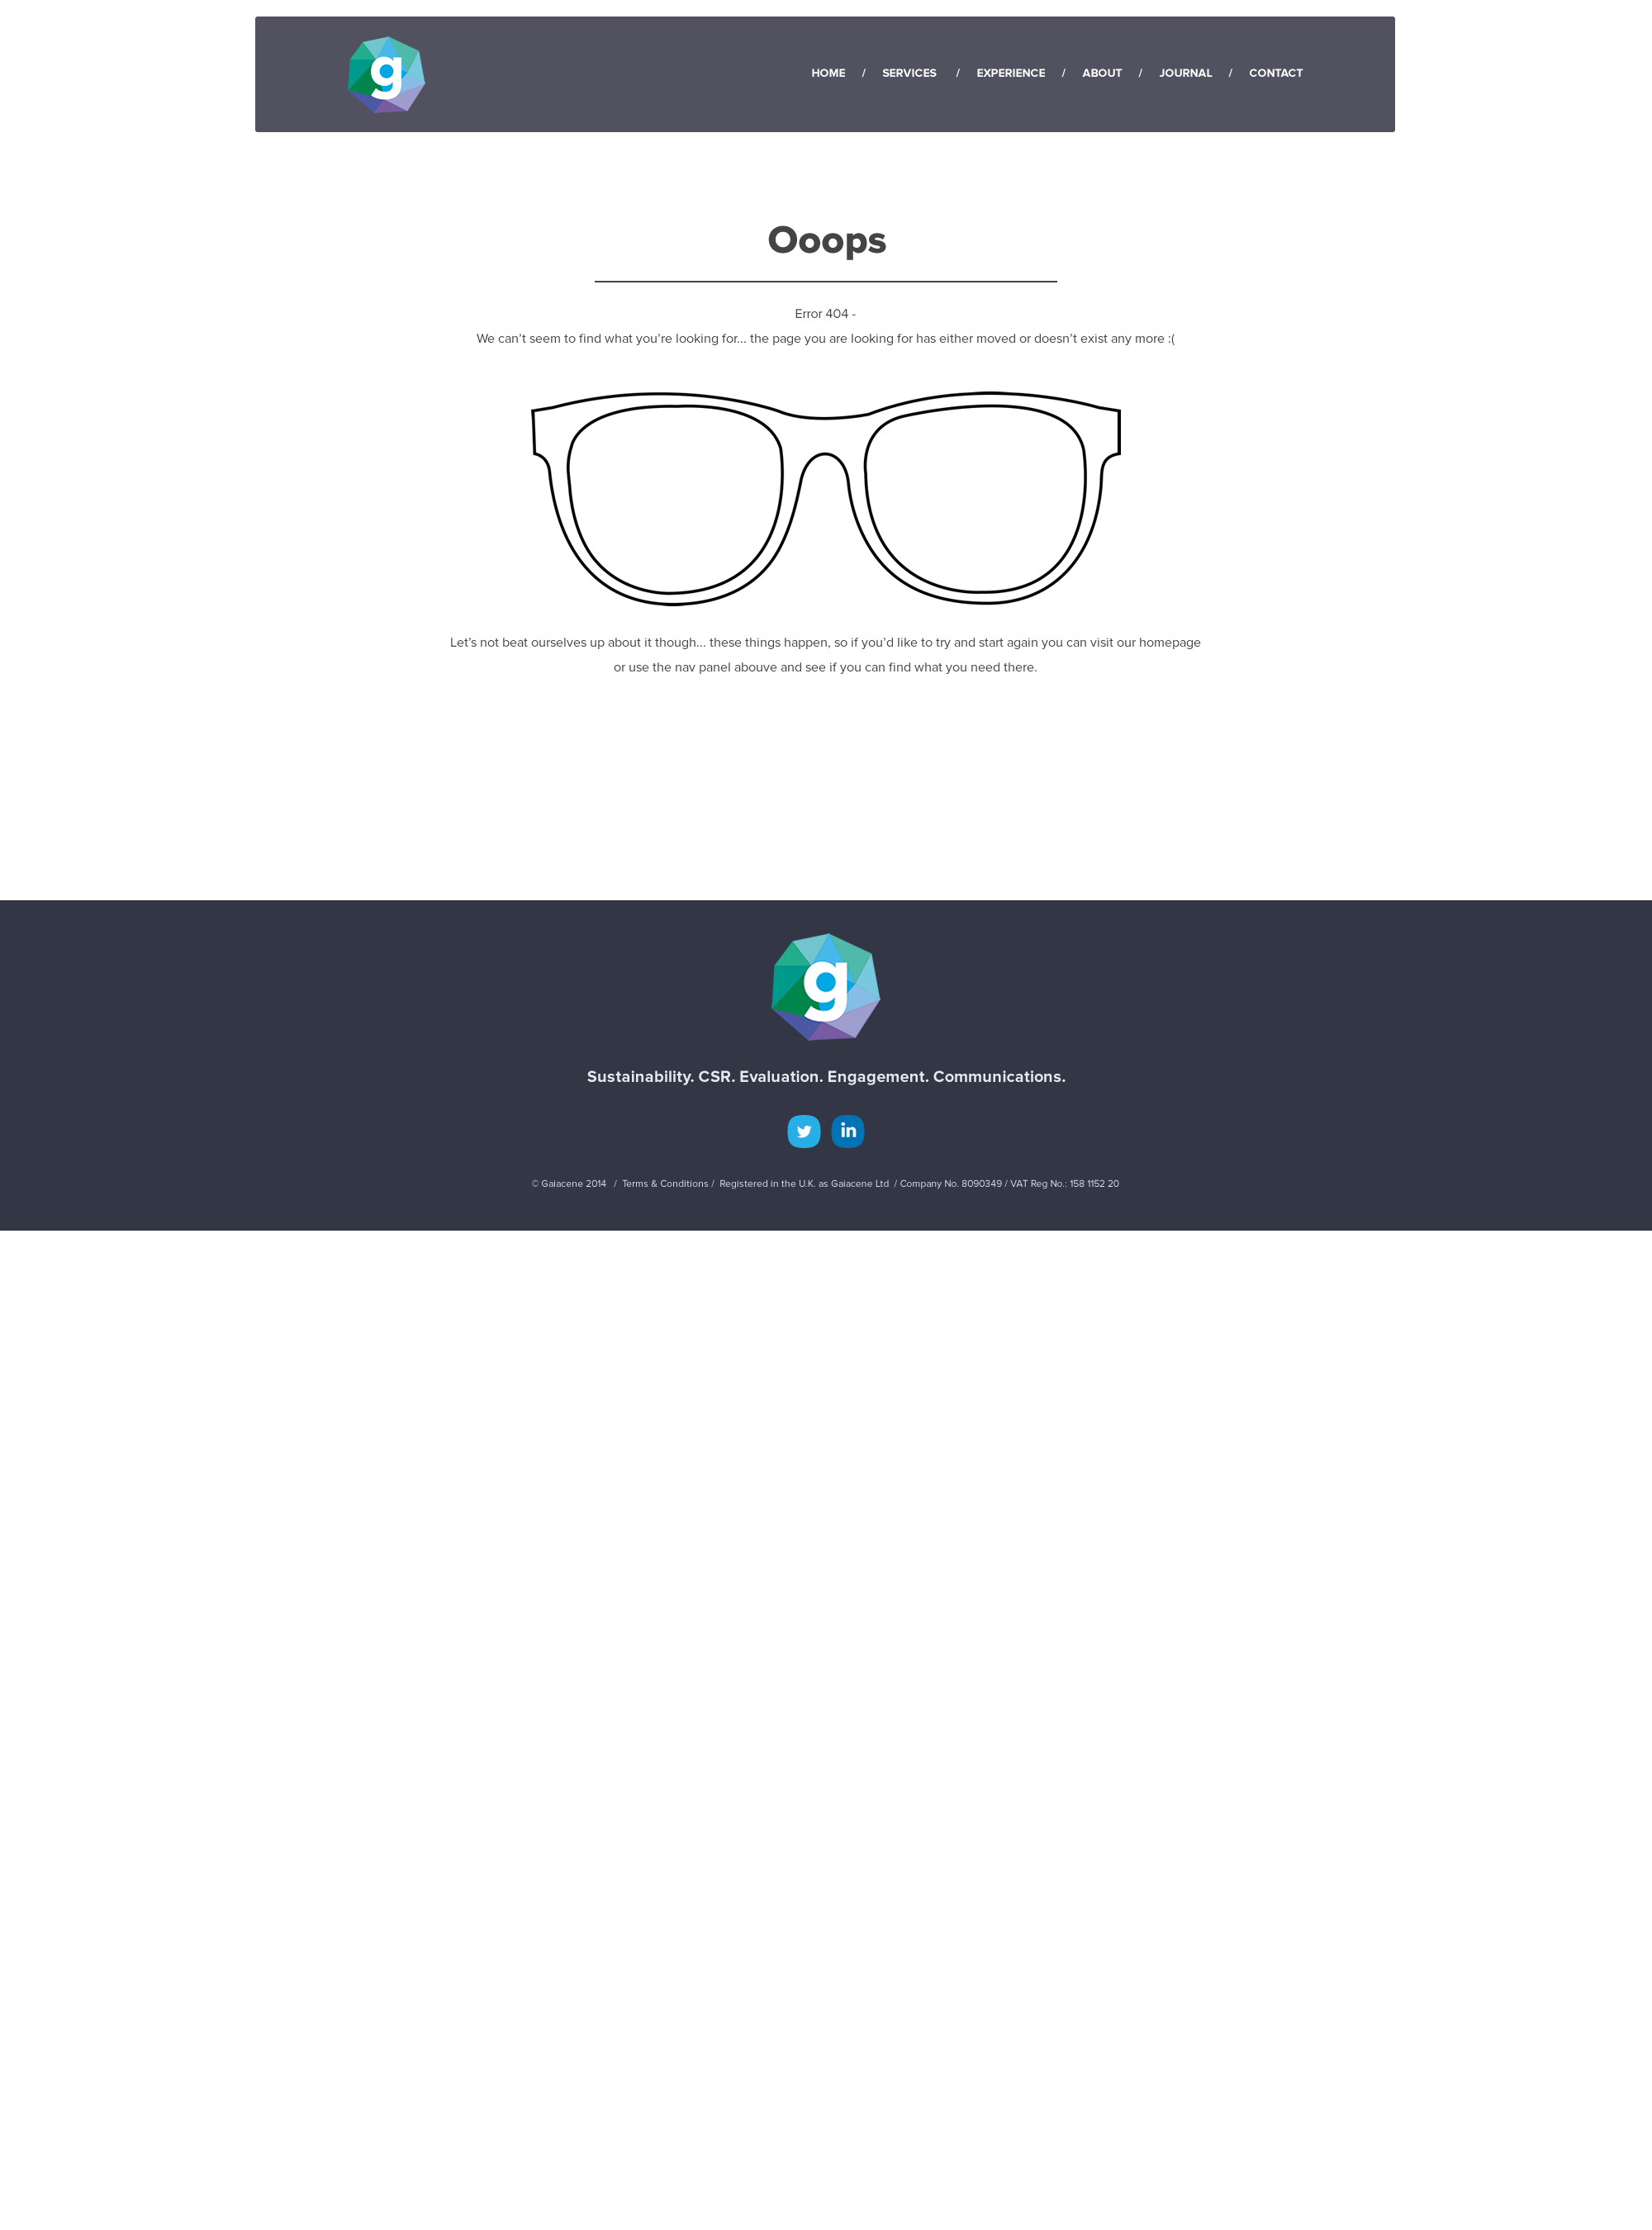 g
HOME / SERVICES / EXPERIENCE / ABOUT / JOURNAL / CONTACT
Ooops
Error 404 -
We can’t seem to find what you’re looking for... the page you are looking for has either moved or doesn’t exist any more :(
Let’s not beat ourselves up about it though... these things happen, so if you’d like to try and start again you can visit our homepage
or use the nav panel abouve and see if you can find what you need there.
g
Sustainability. CSR. Evaluation. Engagement. Communications.
in
© Gaiacene 2014 / Terms & Conditions / Registered in the U.K. as Gaiacene Ltd / Company No. 8090349 / VAT Reg No.: 158 1152 20